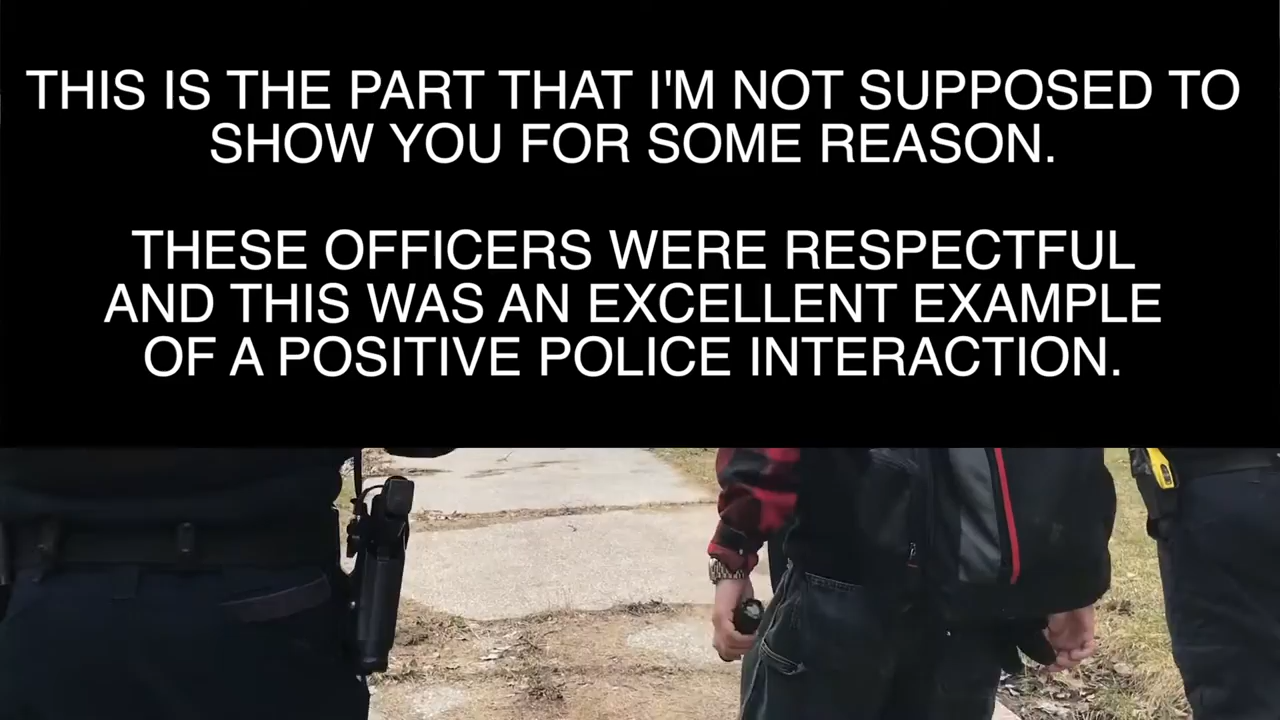 THIS IS THE PART THAT I'M NOT SUPPOSED TO
SHOW YOU FOR SOME REASON.
THESE OFFICERS WERE RESPECTFUL
AND THIS WAS AN EXCELLENT EXAMPLE
OF A POSITIVE POLICE INTERACTION.